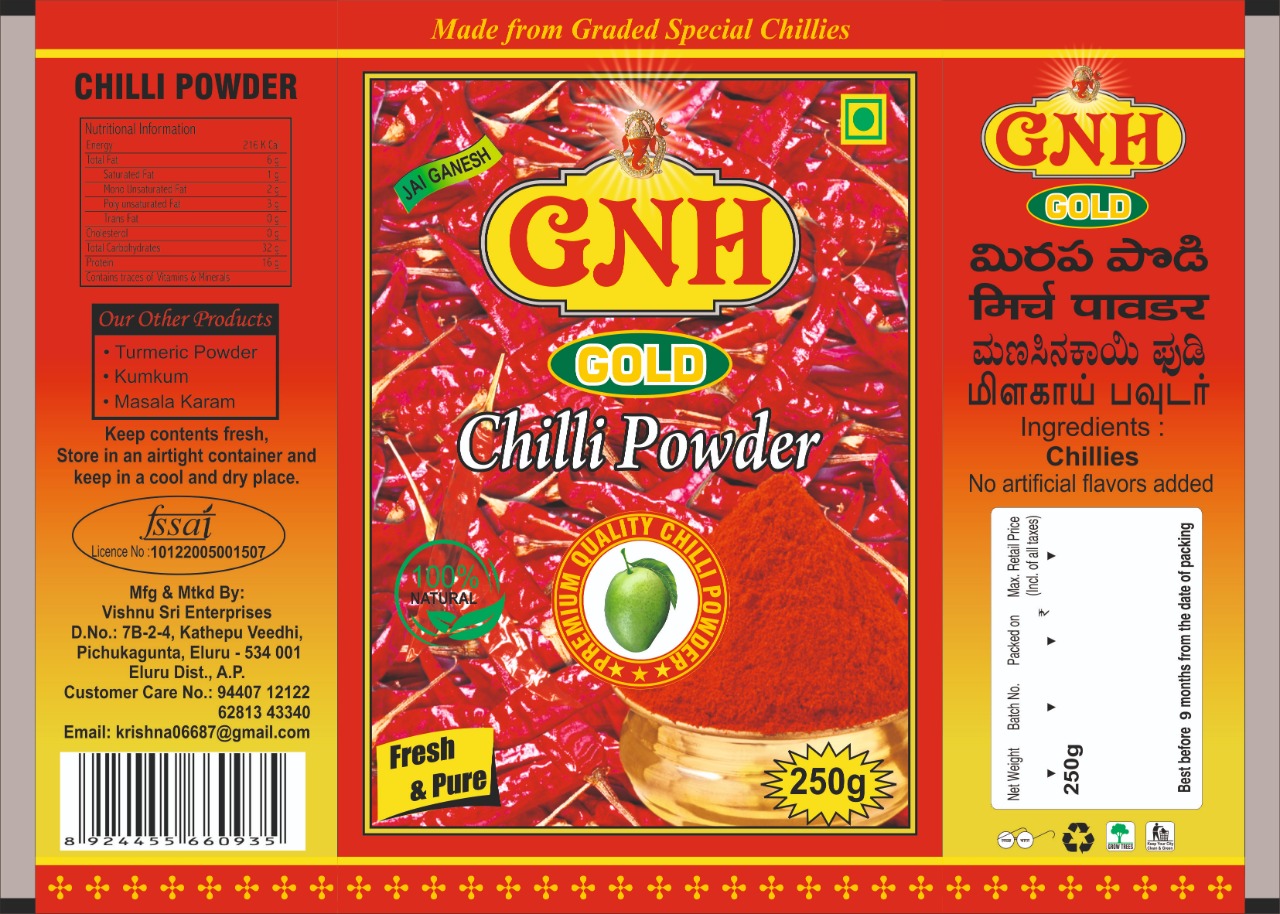 Made from Graded Special Chillies
CHILLI POWDER
Nutritional Information
Energy 216 K Ca
Total Fat 6 g
Saturated Fat 1 g
Mono Unsaturated Fat 2 g
Poly unsaturated Fat 3 g
Trans Fat 0 g
Cholesterol 0 g
Total Carbohydrates 32 g
Protein 16 g
Contains traces of Vitamins & Minerals
Our Other Products
• Turmeric Powder
• Kumkum
• Masala Karam
Keep contents fresh,
Store in an airtight container and
keep in a cool and dry place.
fssai
Licence No :10122005001507
Mfg & Mtkd By:
Vishnu Sri Enterprises
D.No.: 7B-2-4, Kathepu Veedhi,
Pichukagunta, Eluru - 534 001
Eluru Dist., A.P.
Customer Care No.: 94407 12122
62813 43340
Email: krishna06687@gmail.com
8 924455 660935
JAI GANESH
GNH
GOLD
Chilli Powder
100%
NATURAL
PREMIUM QUALITY CHILLI POWDER
Fresh
& Pure
250g
GNH
GOLD
మిరప పొడి
मिर्च पावडर
ಮಣಸಿನಕಾಯಿ ಫುಡಿ
மிளகாய் பவுடர்
Ingredients :
Chillies
No artificial flavors added
Net Weight
250g
Batch No.
Packed on
Max. Retail Price
(Incl. of all taxes)
₹
Best before 9 months from the date of packing
GROW TREES
Keep Your City
Clean & Green